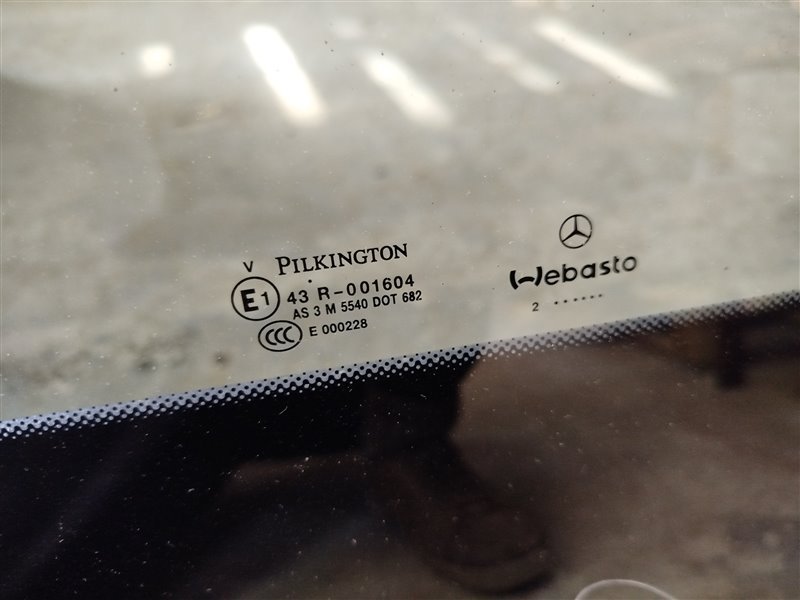 V PILKINGTON
E1 43 R-001604
AS 3 M 5540 DOT 682
CCC E 000228
Webasto
2 ······